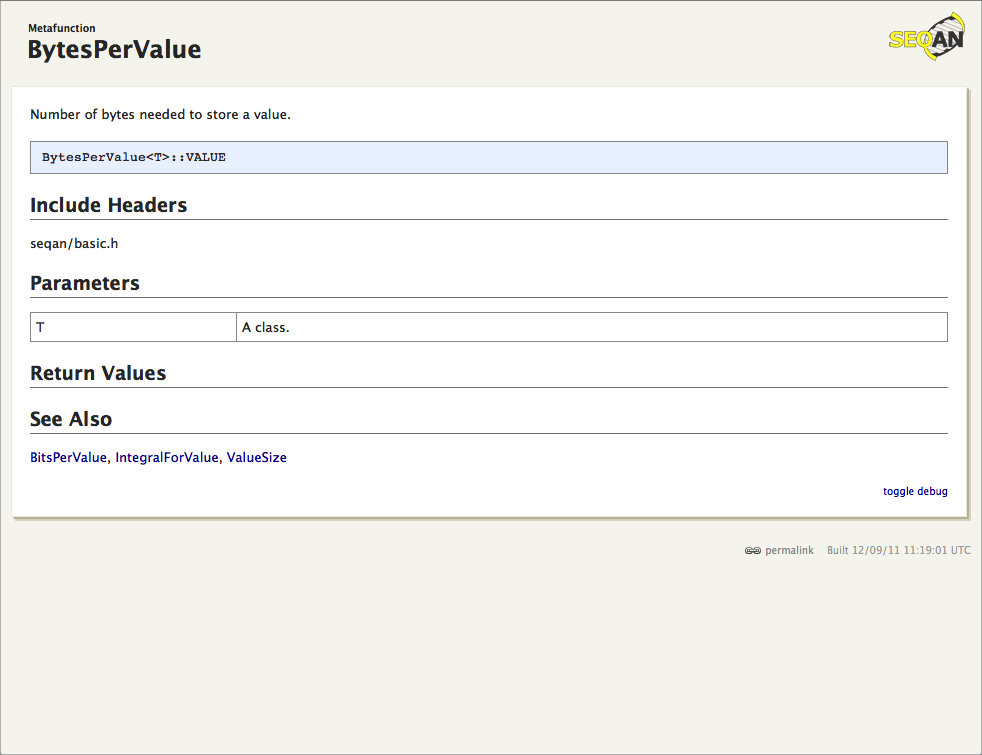 Metafunction
BytesPerValue
SEQAN
Number of bytes needed to store a value.
BytesPerValue<T>::VALUE
Include Headers
seqan/basic.h
Parameters
T A class.
Return Values
See Also
BitsPerValue, IntegralForValue, ValueSize
toggle debug
permalink Built 12/09/11 11:19:01 UTC